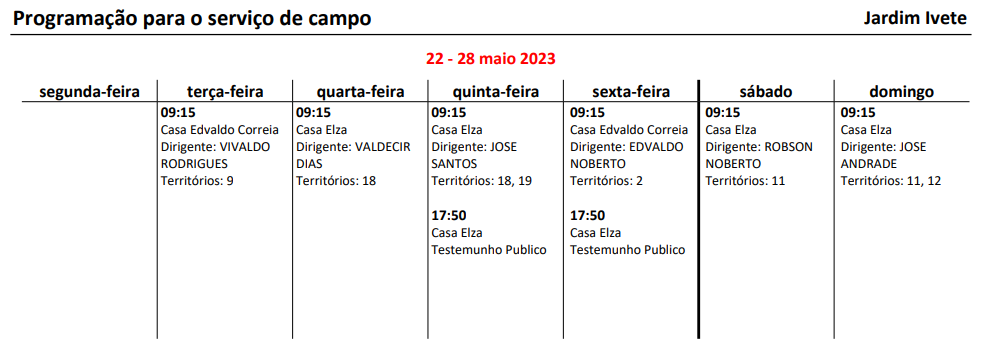 Programação para o serviço de campo
Jardim Ivete
22 - 28 maio 2023
segunda-feira
terça-feira
quarta-feira
quinta-feira
sexta-feira
sábado
domingo
09:15
Casa Edvaldo Correia
Dirigente: VIVALDO
RODRIGUES
Territórios: 9
09:15
Casa Elza
Dirigente: VALDECIR
DIAS
Territórios: 18
09:15
Casa Elza
Dirigente: JOSE
SANTOS
Territórios: 18, 19
17:50
Casa Elza
Testemunho Publico
09:15
Casa Edvaldo Correia
Dirigente: EDVALDO
NOBERTO
Territórios: 2
17:50
Casa Elza
Testemunho Publico
09:15
Casa Elza
Dirigente: ROBSON
NOBERTO
Territórios: 11
09:15
Casa Elza
Dirigente: JOSE
ANDRADE
Territórios: 11, 12